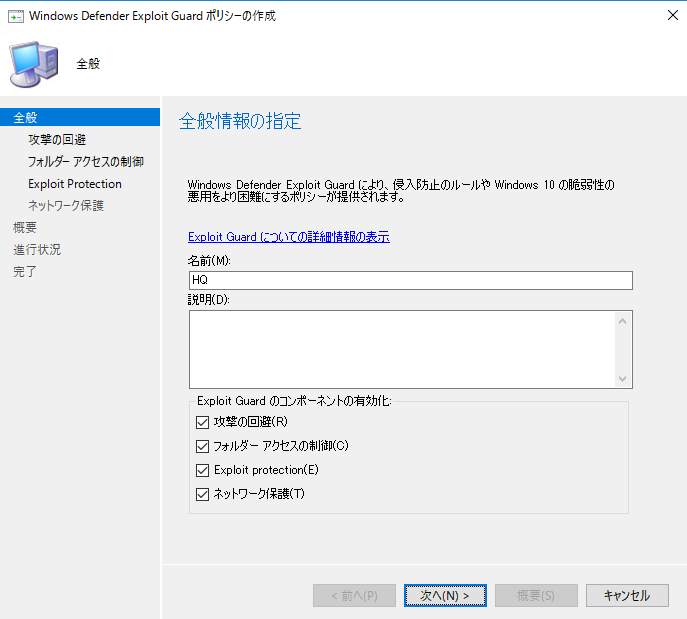 Windows Defender Exploit Guard ポリシーの作成
全般
全般
攻撃の回避
フォルダー アクセスの制御
Exploit Protection
ネットワーク保護
概要
進行状況
完了
全般情報の指定
Windows Defender Exploit Guard により、侵入防止のルールや Windows 10 の脆弱性の
悪用をより困難にするポリシーが提供されます。
Exploit Guard についての詳細情報の表示
名前(M):
HQ
説明(D):
Exploit Guard のコンポーネントの有効化:
攻撃の回避(R)
フォルダー アクセスの制御(C)
Exploit protection(E)
ネットワーク保護(T)
< 前へ(P)
次へ(N) >
概要(S)
キャンセル